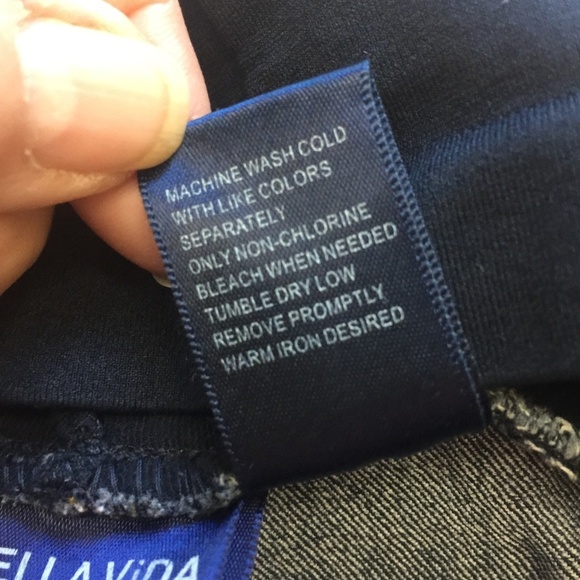 MACHINE WASH COLD
WITH LIKE COLORS
SEPARATELY
ONLY NON-CHLORINE
BLEACH WHEN NEEDED
TUMBLE DRY LOW
REMOVE PROMPTLY
WARM IRON DESIRED
ELLAViNA